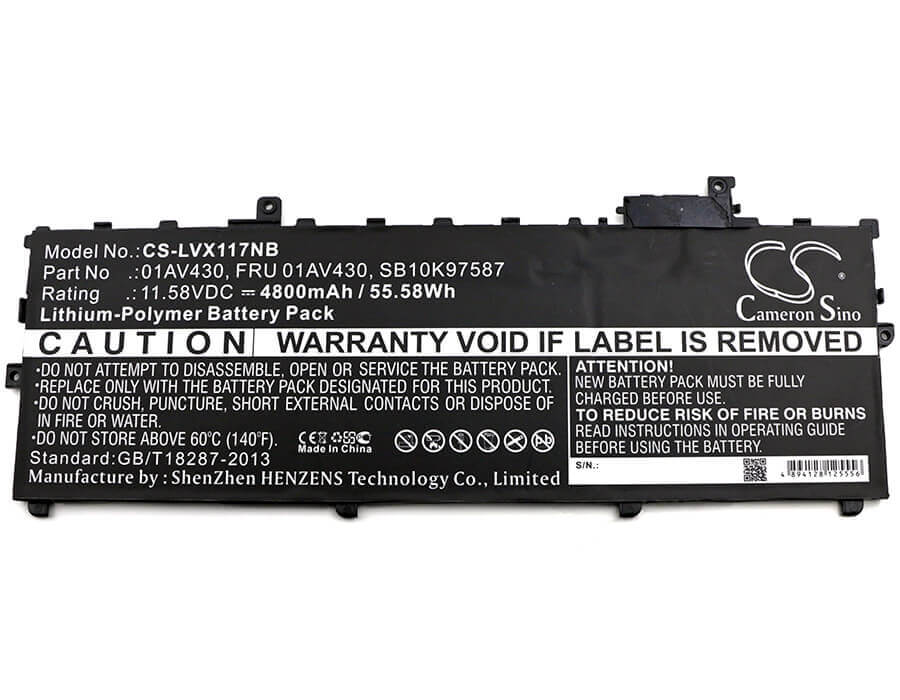 Model No.:CS-LVX117NB
Part No .:01AV430, FRU 01AV430, SB10K97587
Rating .:11.58VDC ⎓ 4800mAh / 55.58Wh
Lithium-Polymer Battery Pack
CS
Cameron Sino
CAUTION WARRANTY VOID IF LABEL IS REMOVED
•DO NOT ATTEMPT TO DISASSEMBLE, OPEN OR SERVICE THE BATTERY PACK.
•REPLACE ONLY WITH THE BATTERY PACK DESIGNATED FOR THIS PRODUCT.
•DO NOT CRUSH, PUNCTURE, SHORT EXTERNAL CONTACTS OR DISPOSE OF
IN FIRE OR WATER.
•DO NOT STORE ABOVE 60℃ (140℉).
Standard:GB/T18287-2013
Manufacture by:ShenZhen HENZENS Technology Co., Limited
ATTENTION!
NEW BATTERY PACK MUST BE FULLY
CHARGED BEFORE USE.
TO REDUCE RISK OF FIRE OR BURNS
READ INSTRUCTIONS IN OPERATING GUIDE
BEFORE USING THE BATTERY.
S/N.:
4894128125556